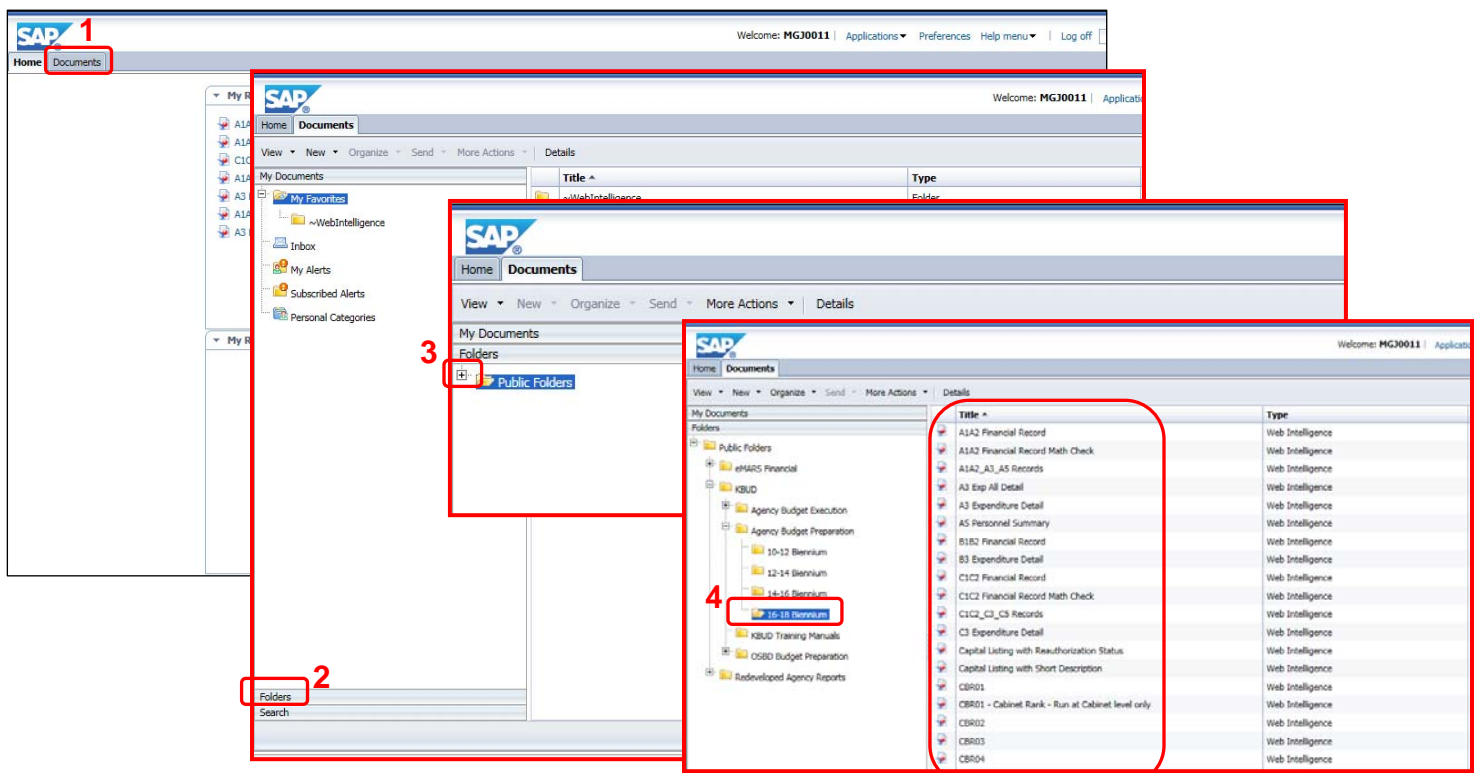 SAP 1
Welcome: MGJ0011 | Applications Preferences Help menu | Log off
Home Documents
My R
A1A
A1A
C1C
A1A
A3
A1A
A3
My R
SAP
Welcome: MGJ0011 | Applicatio
Home Documents
View New Organize Send More Actions Details
My Documents
Title Type
My Favorites
~WebIntelligence Folder
~WebIntelligence
Inbox
My Alerts
Subscribed Alerts
Personal Categories
2
Folders
Search
SAP
Home Documents
View New Organize Send More Actions Details
My Documents
3
Folders
Public Folders
SAP
Welcome: MGJ0011 | Applicatio
Home Documents
View New Organize Send More Actions Details
My Documents
Folders
Public Folders
eMARS Financial
KBUD
Agency Budget Execution
Agency Budget Preparation
10-12 Biennium
12-14 Biennium
14-16 Biennium
4
16-18 Biennium
KBUD Training Manuals
OSBD Budget Preparation
Redeveloped Agency Reports
Title Type
A1A2 Financial Record Web Intelligence
A1A2 Financial Record Math Check Web Intelligence
A1A2_A3_A5 Records Web Intelligence
A3 Exp All Detail Web Intelligence
A3 Expenditure Detail Web Intelligence
A5 Personnel Summary Web Intelligence
B1B2 Financial Record Web Intelligence
B3 Expenditure Detail Web Intelligence
C1C2 Financial Record Web Intelligence
C1C2 Financial Record Math Check Web Intelligence
C1C2_C3_C5 Records Web Intelligence
C3 Expenditure Detail Web Intelligence
Capital Listing with Reauthorization Status Web Intelligence
Capital Listing with Short Description Web Intelligence
CBR01 Web Intelligence
CBR01 - Cabinet Rank - Run at Cabinet level only Web Intelligence
CBR02 Web Intelligence
CBR03 Web Intelligence
CBR04 Web Intelligence